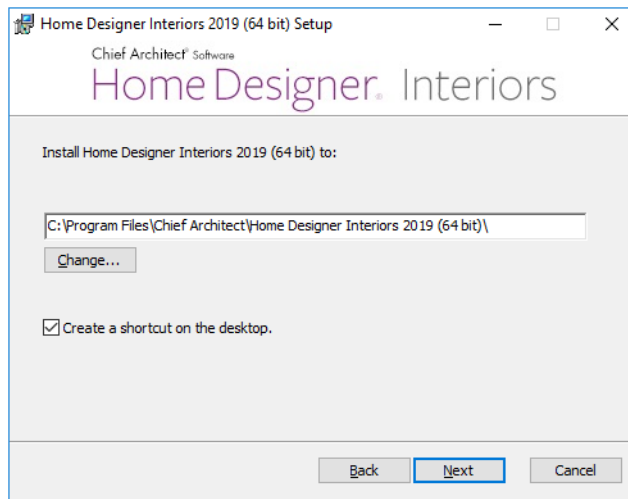 Home Designer Interiors 2019 (64 bit) Setup
Chief Architect® Software
Home Designer® Interiors
Install Home Designer Interiors 2019 (64 bit) to:
C:\Program Files\Chief Architect\Home Designer Interiors 2019 (64 bit)\
Change...
Create a shortcut on the desktop.
Back Next Cancel